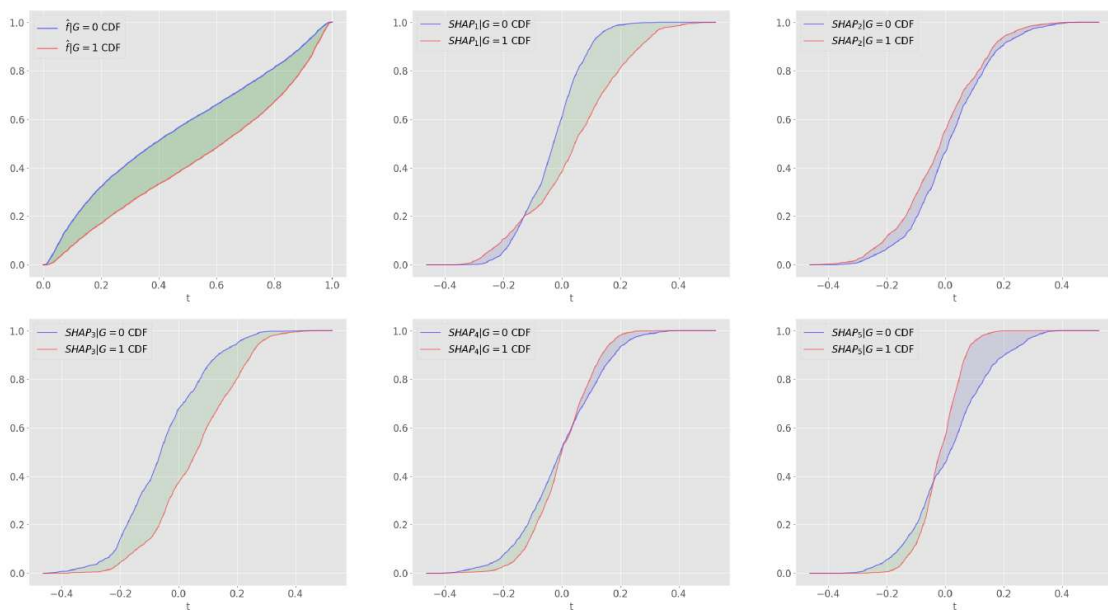 f̂|G = 0 CDF
f̂|G = 1 CDF
1.0
0.8
0.6
0.4
0.2
0.0
0.0 0.2 0.4 0.6 0.8 1.0
t
SHAP₁|G = 0 CDF
SHAP₁|G = 1 CDF
1.0
0.8
0.6
0.4
0.2
0.0
−0.4 −0.2 0.0 0.2 0.4
t
SHAP₂|G = 0 CDF
SHAP₂|G = 1 CDF
1.0
0.8
0.6
0.4
0.2
0.0
−0.4 −0.2 0.0 0.2 0.4
t
SHAP₃|G = 0 CDF
SHAP₃|G = 1 CDF
1.0
0.8
0.6
0.4
0.2
0.0
−0.4 −0.2 0.0 0.2 0.4
t
SHAP₄|G = 0 CDF
SHAP₄|G = 1 CDF
1.0
0.8
0.6
0.4
0.2
0.0
−0.4 −0.2 0.0 0.2 0.4
t
SHAP₅|G = 0 CDF
SHAP₅|G = 1 CDF
1.0
0.8
0.6
0.4
0.2
0.0
−0.4 −0.2 0.0 0.2 0.4
t